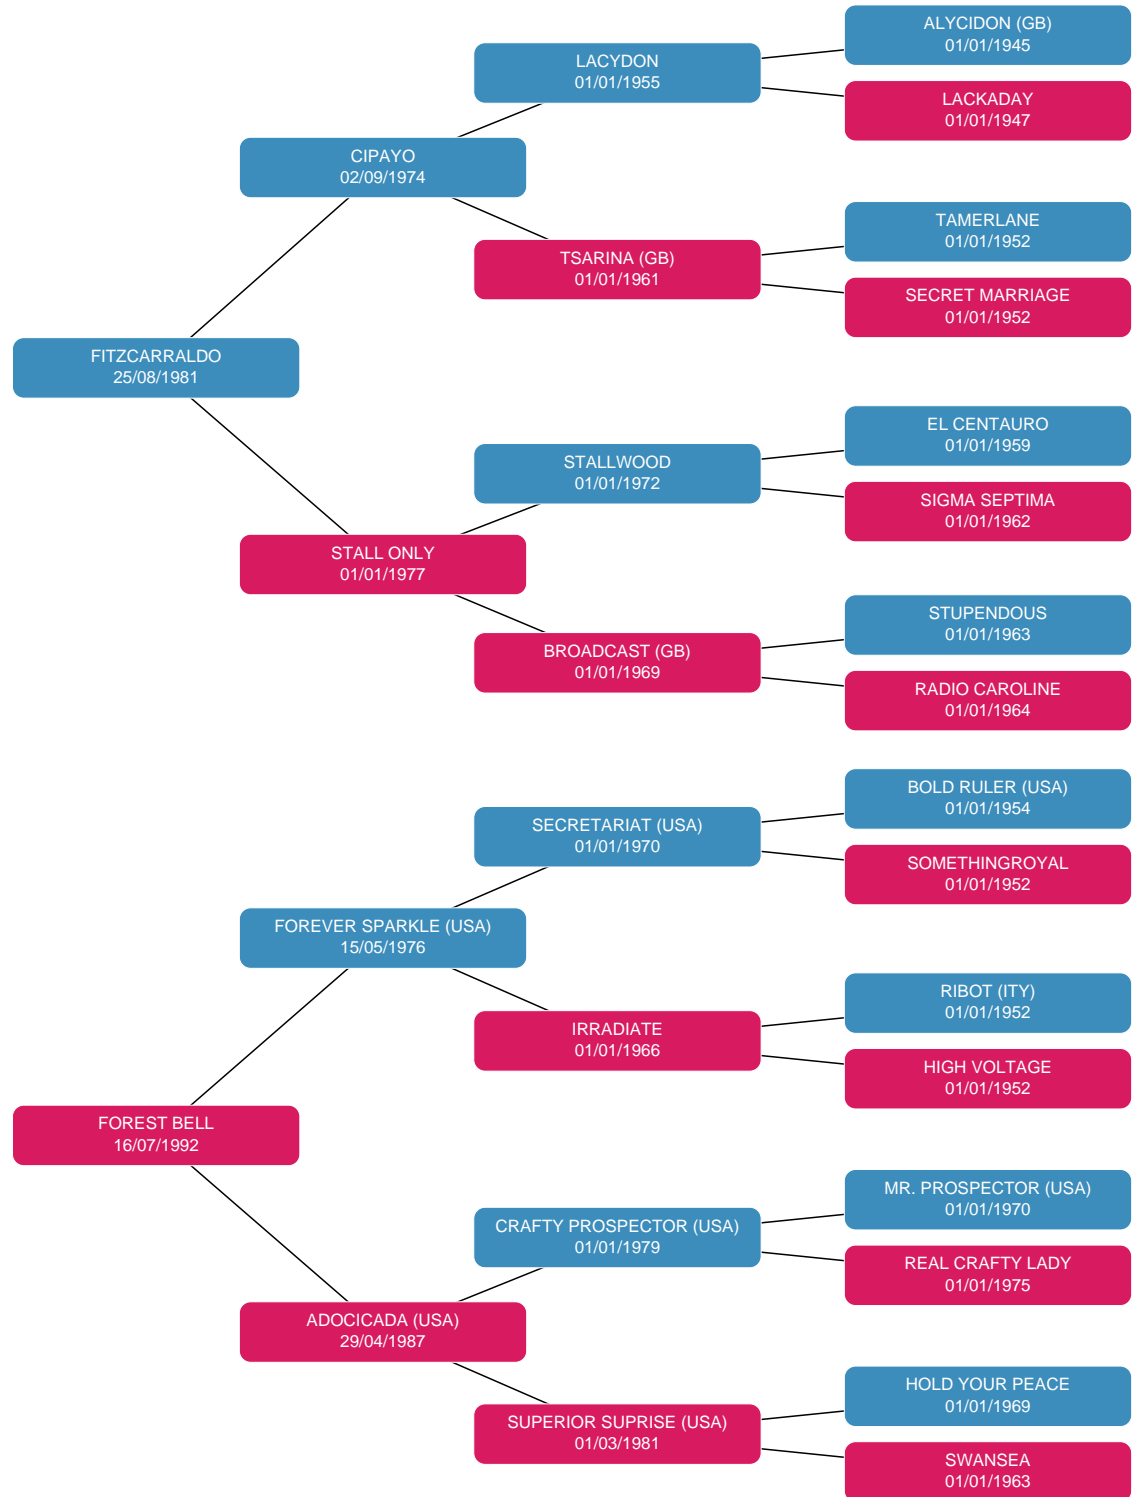 ALYCIDON (GB)
01/01/1945
LACYDON
01/01/1955
LACKADAY
01/01/1947
CIPAYO
02/09/1974
TAMERLANE
01/01/1952
TSARINA (GB)
01/01/1961
SECRET MARRIAGE
01/01/1952
FITZCARRALDO
25/08/1981
EL CENTAURO
01/01/1959
STALLWOOD
01/01/1972
SIGMA SEPTIMA
01/01/1962
STALL ONLY
01/01/1977
STUPENDOUS
01/01/1963
BROADCAST (GB)
01/01/1969
RADIO CAROLINE
01/01/1964
BOLD RULER (USA)
01/01/1954
SECRETARIAT (USA)
01/01/1970
SOMETHINGROYAL
01/01/1952
FOREVER SPARKLE (USA)
15/05/1976
RIBOT (ITY)
01/01/1952
IRRADIATE
01/01/1966
HIGH VOLTAGE
01/01/1952
FOREST BELL
16/07/1992
MR. PROSPECTOR (USA)
01/01/1970
CRAFTY PROSPECTOR (USA)
01/01/1979
REAL CRAFTY LADY
01/01/1975
ADOCICADA (USA)
29/04/1987
HOLD YOUR PEACE
01/01/1969
SUPERIOR SUPRISE (USA)
01/03/1981
SWANSEA
01/01/1963